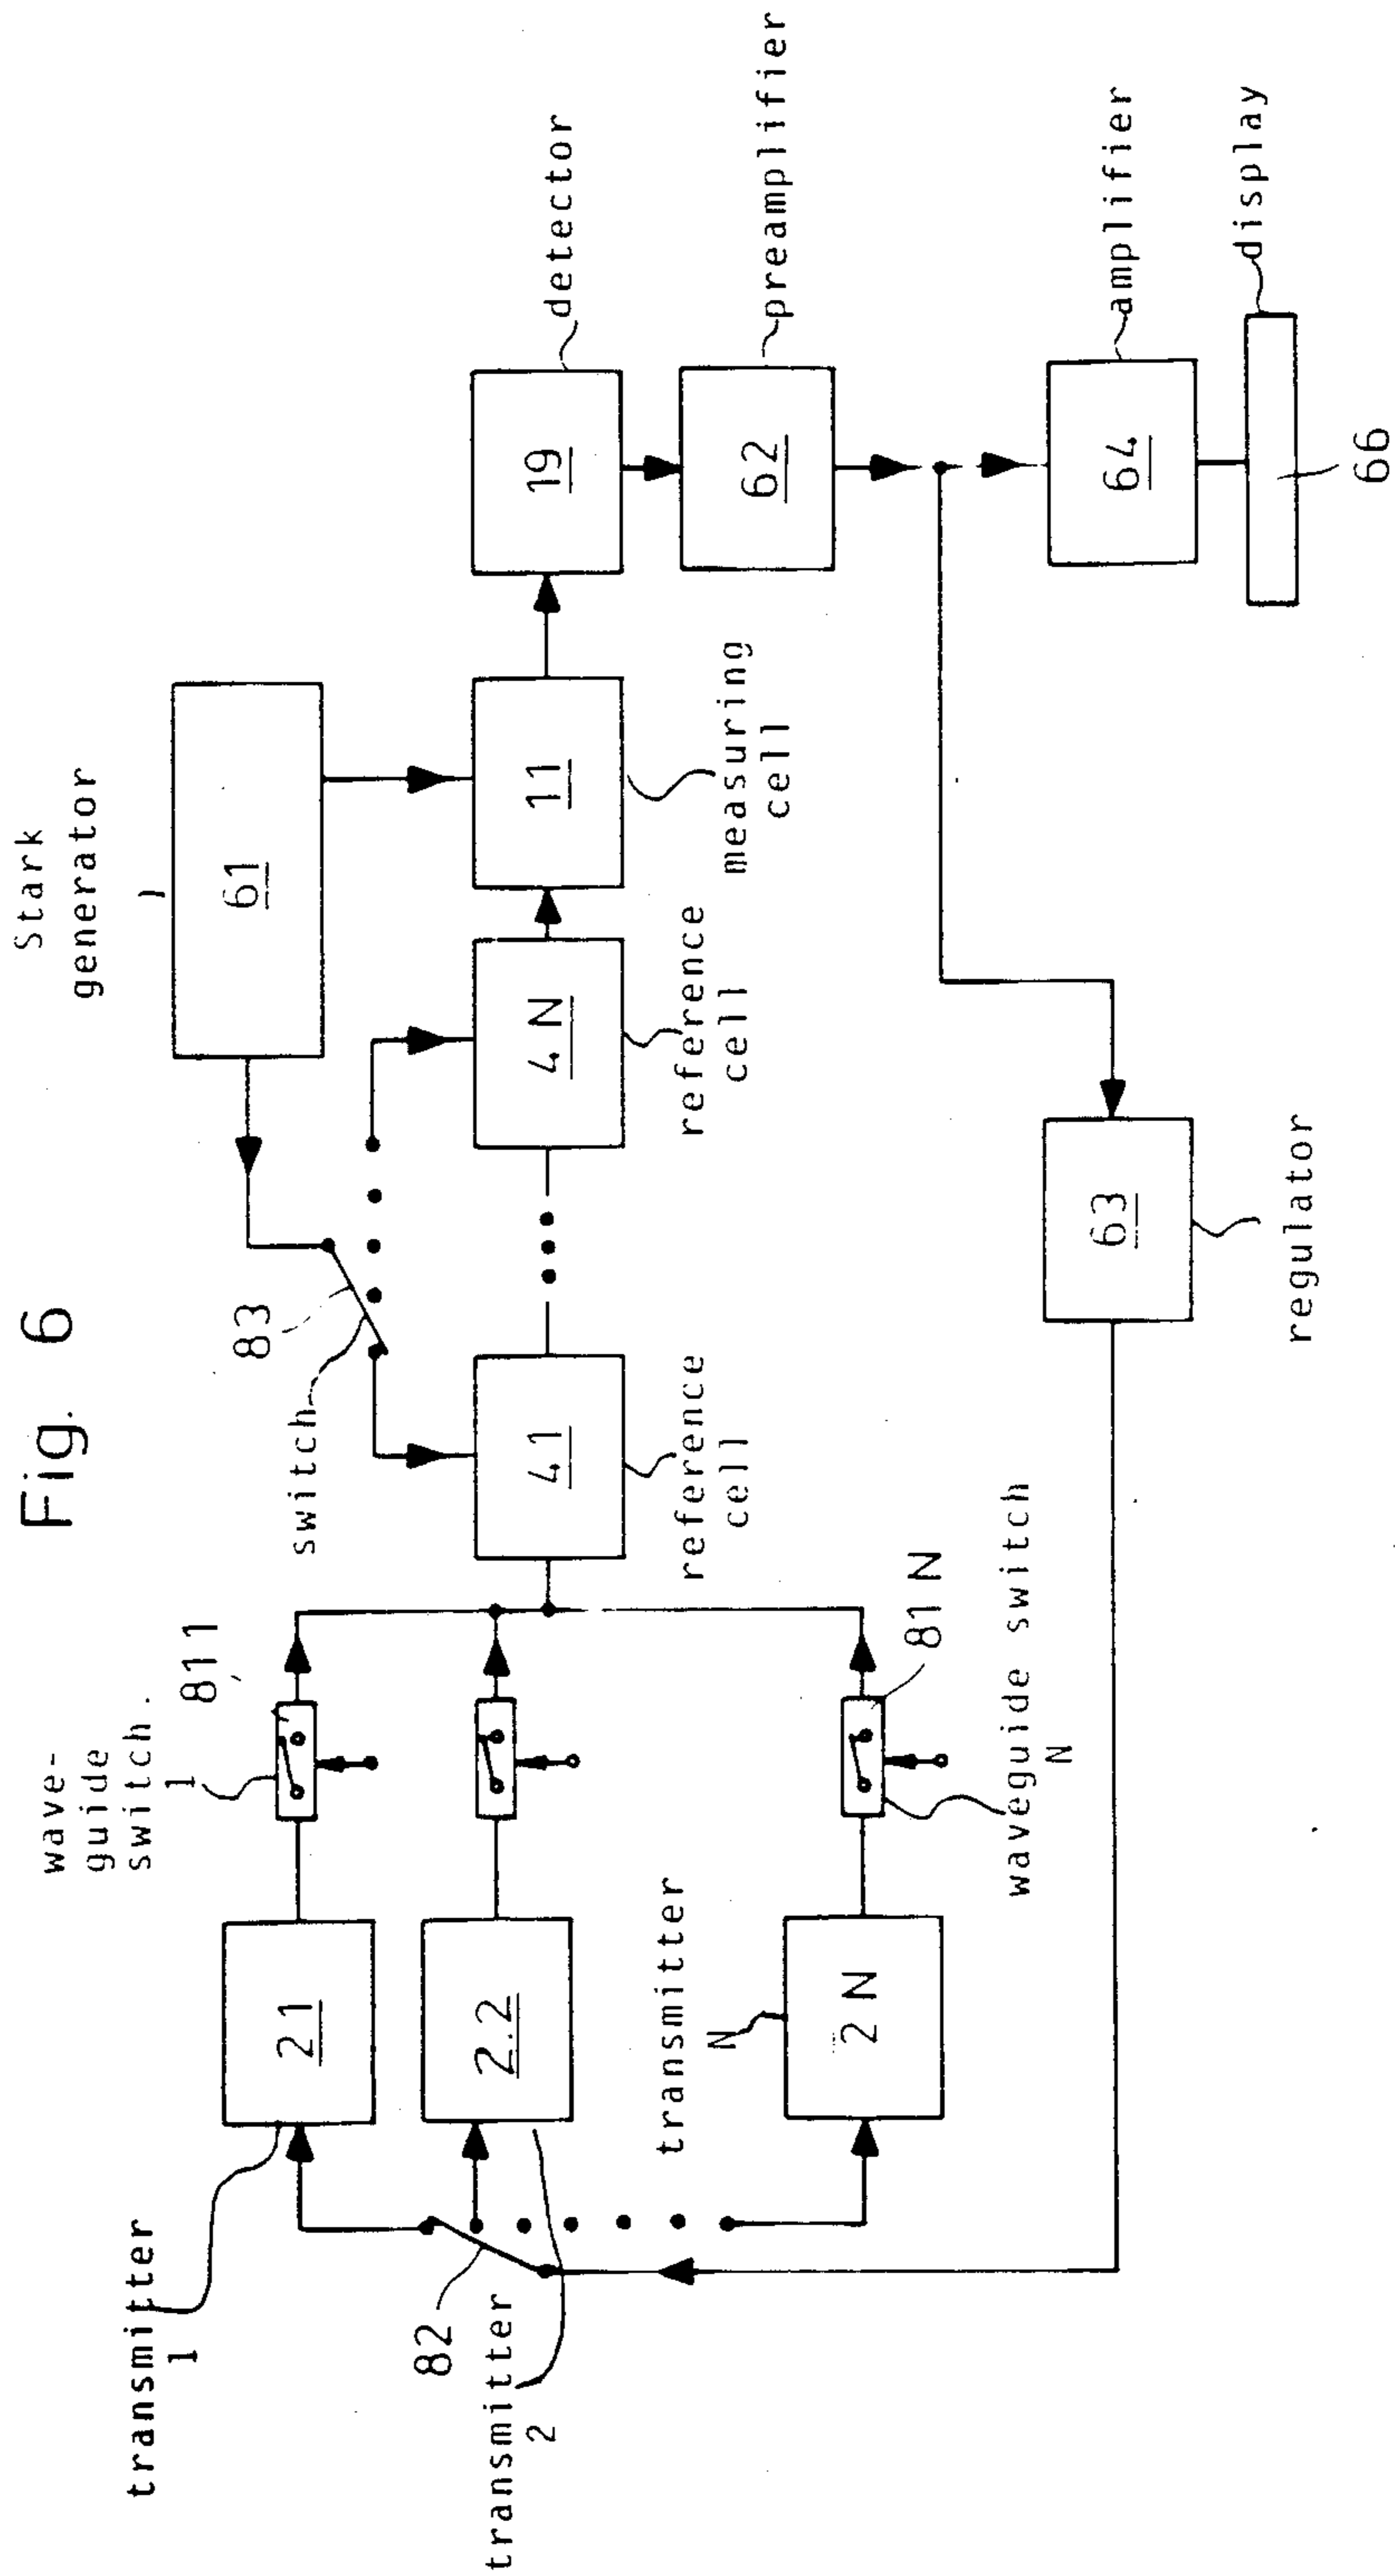 Fig. 6
Stark
generator
61
83
switch
wave-
guide
switch.
1
811
transmitter
1
21
82
transmitter
2
2.2
transmitter
N
2N
81N
waveguide switch
N
41
reference
cell
4N
reference
cell
11
measuring
cell
19
detector
62
preamplifier
63
regulator
64
amplifier
66
display